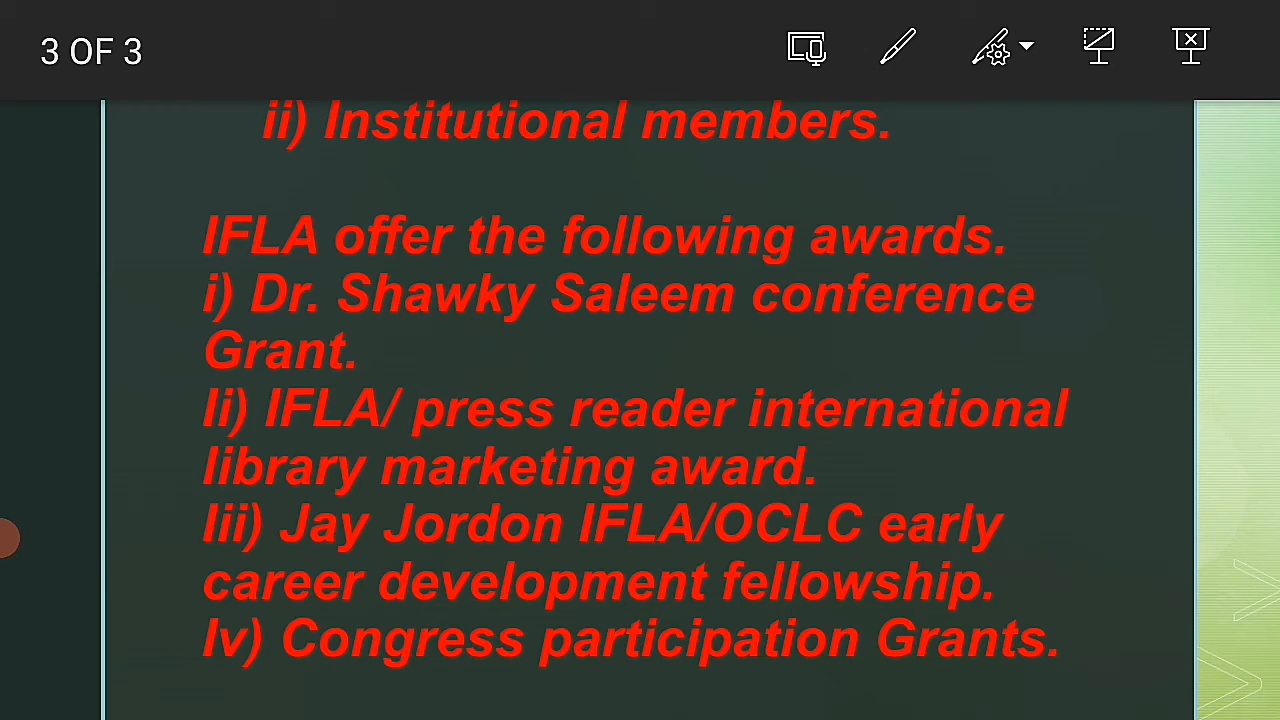 3 OF 3
ii) Institutional members.
IFLA offer the following awards.
i) Dr. Shawky Saleem conference
Grant.
Ii) IFLA/ press reader international
library marketing award.
Iii) Jay Jordon IFLA/OCLC early
career development fellowship.
Iv) Congress participation Grants.